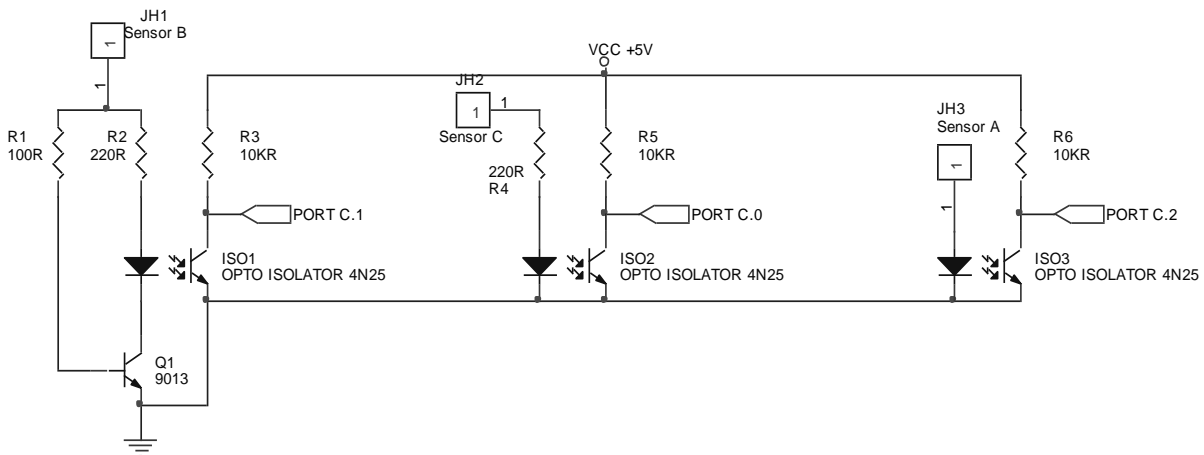 JH1
Sensor B
1
1
R1
100R
R2
220R
R3
10KR
PORT C.1
ISO1
OPTO ISOLATOR 4N25
Q1
9013
JH2
1
1
Sensor C
220R
R4
VCC +5V
R5
10KR
PORT C.0
ISO2
OPTO ISOLATOR 4N25
JH3
Sensor A
1
1
R6
10KR
PORT C.2
ISO3
OPTO ISOLATOR 4N25